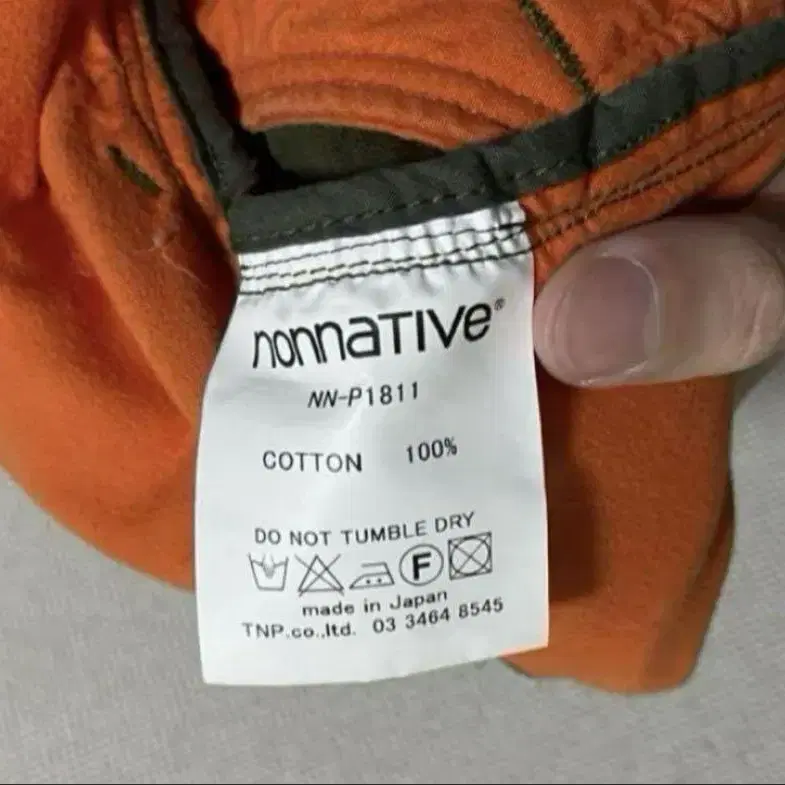 nonnaTIVe®
NN-P1811
COTTON 100%
DO NOT TUMBLE DRY
F
made in Japan
TNP.co.,ltd. 03 3464 8545